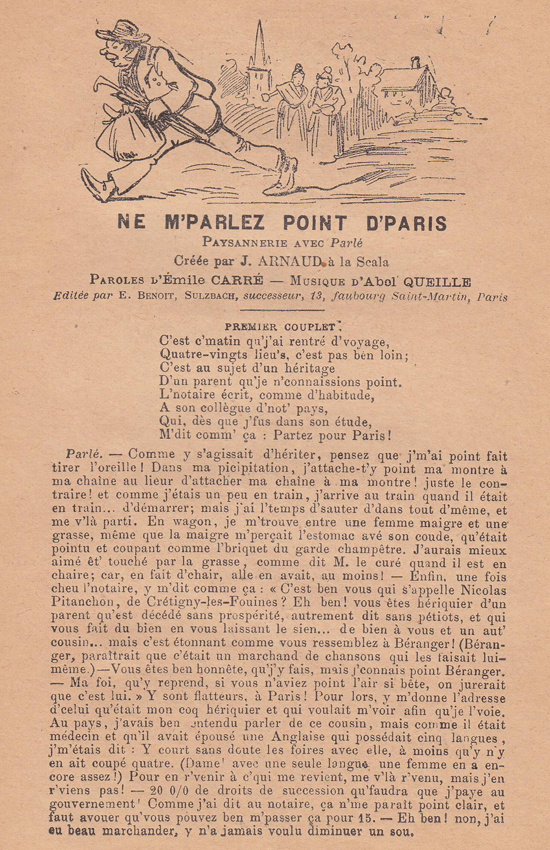 NE M'PARLEZ POINT D'PARIS
PAYSANNERIE AVEC Parlé
Créée par J. ARNAUD, à la Scala
PAROLES D'Émile CARRÉ — MUSIQUE D'Abel QUEILLE
Editée par E. BENOIT, SULZBACH, successeur, 13, faubourg Saint-Martin, Paris
PREMIER COUPLET.
C'est c'matin qu'j'ai rentré d'voyage,
Quatre-vingts lieu's, c'est pas ben loin;
C'est au sujet d'un héritage
D'un parent qu'je n'connaissions point.
L'notaire écrit, comme d'habitude,
A son collègue d'not' pays,
Qui, dès que j'fus dans son étude,
M'dit comm' ça : Partez pour Paris!
Parlé. — Comme y s'agissait d'hériter, pensez que j'm'ai point fait
tirer l'oreille! Dans ma picipitation, j'attache-t'y point ma montre à
ma chaîne au lieur d'attacher ma chaîne à ma montre! juste le con-
traire! et comme j'étais un peu en train, j'arrive au train quand il était
en train... d'démarrer; mais j'ai l'temps d'sauter d'dans tout d'même, et
me v'là parti. En wagon, je m'trouve entre une femme maigre et une
grasse, même que la maigre m'perçait l'estomac avé son coude, qu'était
pointu et coupant comme l'briquet du garde champêtre. J'aurais mieux
aimé êt' touché par la grasse, comme dit M. le curé quand il est en
chaire; car, en fait d'chair, alle en avait, au moins! — Enfin, une fois
cheu l'notaire, y m'dit comme ça : « C'est ben vous qui s'appelle Nicolas
Pitanchon, de Crétigny-les-Fouines? Eh ben! vous êtes hériquier d'un
parent qu'est décédé sans prospérité, autrement dit sans pétiots, et qui
vous fait du bien en vous laissant le sien... de bien à vous et un aut'
cousin... mais c'est étonnant comme vous ressemblez à Béranger! (Béran-
ger, paraîtrait que c'était un marchand de chansons qui les faisait lui-
même.)—Vous êtes ben honnête, qu'j'y fais, mais j'connais point Béranger.
— Ma foi, qu'y reprend, si vous n'aviez point l'air si bête, on jurerait
que c'est lui. » Y sont flatteurs, à Paris! Pour lors, y m'donne l'adresse
d'celui qu'était mon coq hériquier et qui voulait m'voir afin qu'je l'voie.
Au pays, j'avais ben entendu parler de ce cousin, mais comme il était
médecin et qu'il avait épousé une Anglaise qui possédait cinq langues,
j'm'étais dit : Y court sans doute les foires avec elle, à moins qu'y n'y
en ait coupé quatre. (Dame! avec une seule langue une femme en a en-
core assez!) Pour en r'venir à c'qui me revient, me v'là r'venu, mais j'en
r'viens pas! — 20 0/0 de droits de succession qu'faudra que j'paye au
gouvernement! Comme j'ai dit au notaire, ça n'me paraît point clair, et
faut avouer qu'vous pouvez ben m'passer ça pour 15. — Eh ben! non, j'ai
eu beau marchander, y n'a jamais voulu diminuer un sou.